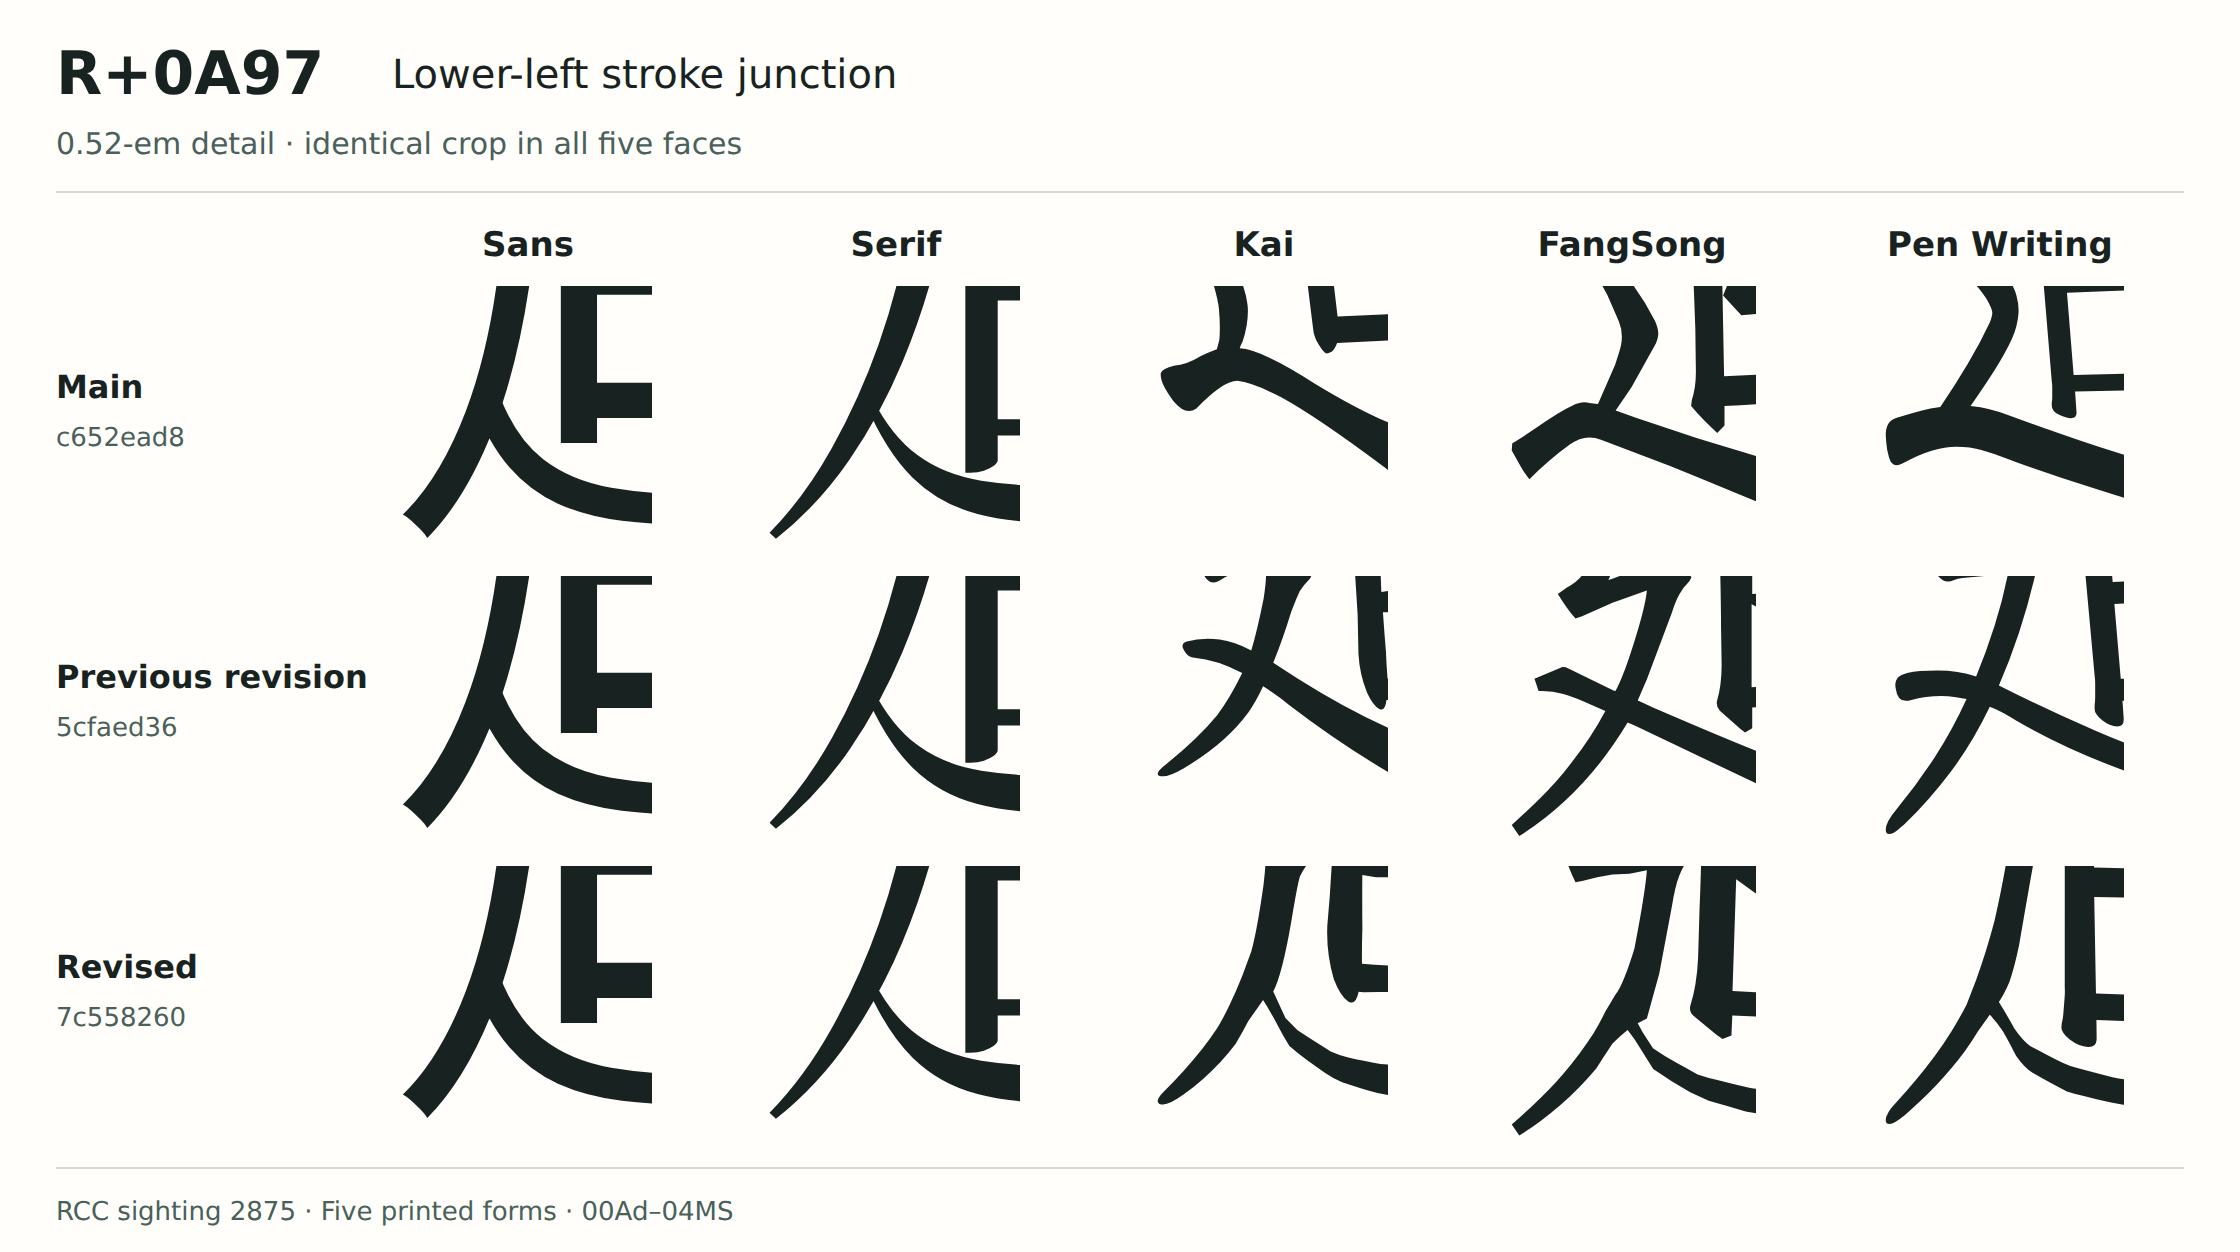 R+0A97 Lower-left stroke junction
0.52-em detail · identical crop in all five faces
Sans Serif Kai FangSong Pen Writing
Main
c652ead8
Previous revision
5cfaed36
Revised
7c558260
RCC sighting 2875 · Five printed forms · 00Ad–04MS